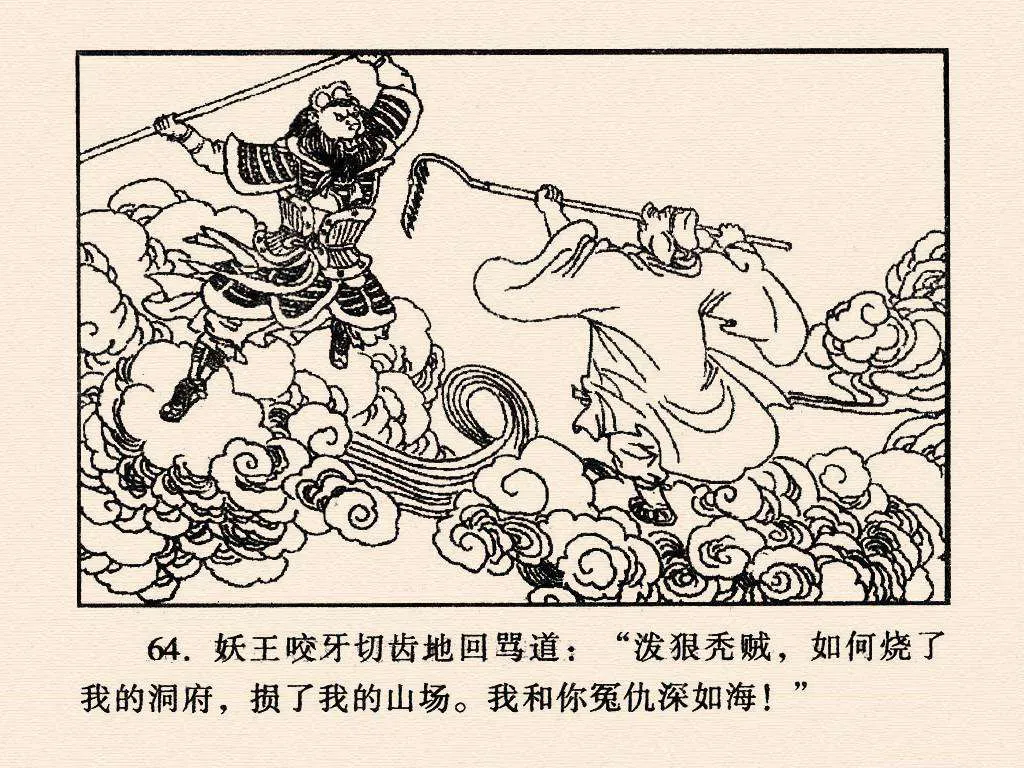 64. 妖王咬牙切齿地回骂道：“泼狠秃贼，如何烧了
我的洞府，损了我的山场。我和你冤仇深如海！”